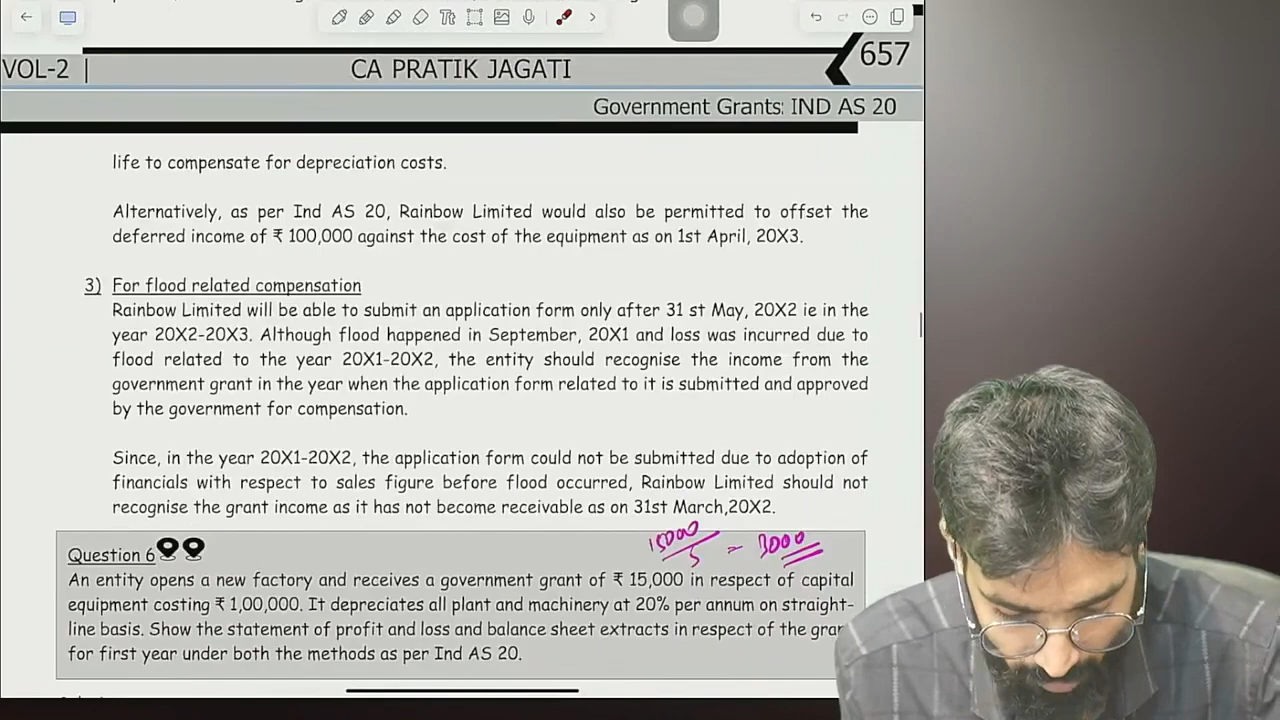 VOL-2 |
CA PRATIK JAGATI
657
Government Grants: IND AS 20
life to compensate for depreciation costs.
Alternatively, as per Ind AS 20, Rainbow Limited would also be permitted to offset the
deferred income of ₹ 100,000 against the cost of the equipment as on 1st April, 20X3.
3) For flood related compensation
Rainbow Limited will be able to submit an application form only after 31 st May, 20X2 ie in the
year 20X2-20X3. Although flood happened in September, 20X1 and loss was incurred due to
flood related to the year 20X1-20X2, the entity should recognise the income from the
government grant in the year when the application form related to it is submitted and approved
by the government for compensation.
Since, in the year 20X1-20X2, the application form could not be submitted due to adoption of
financials with respect to sales figure before flood occurred, Rainbow Limited should not
recognise the grant income as it has not become receivable as on 31st March,20X2.
15000/5 = 3000
Question 6
An entity opens a new factory and receives a government grant of ₹ 15,000 in respect of capital
equipment costing ₹ 1,00,000. It depreciates all plant and machinery at 20% per annum on straight-
line basis. Show the statement of profit and loss and balance sheet extracts in respect of the gran
for first year under both the methods as per Ind AS 20.